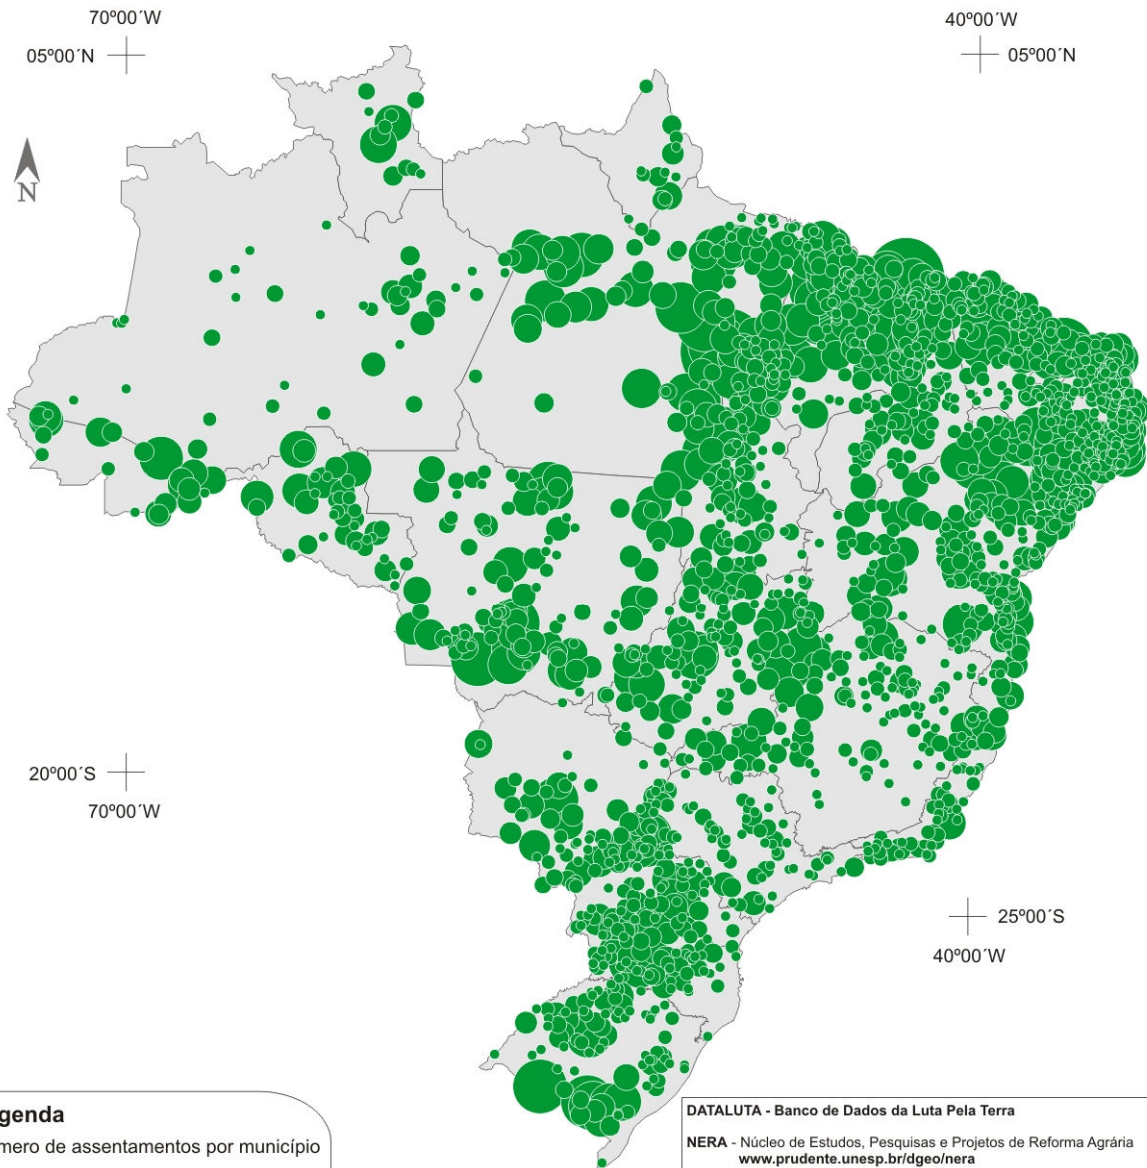 70º00´W
40º00´W
05º00´N
05º00´N
N
20º00´S
70º00´W
25º00´S
40º00´W
genda
mero de assentamentos por município
DATALUTA - Banco de Dados da Luta Pela Terra
NERA - Núcleo de Estudos, Pesquisas e Projetos de Reforma Agrária
www.prudente.unesp.br/dgeo/nera